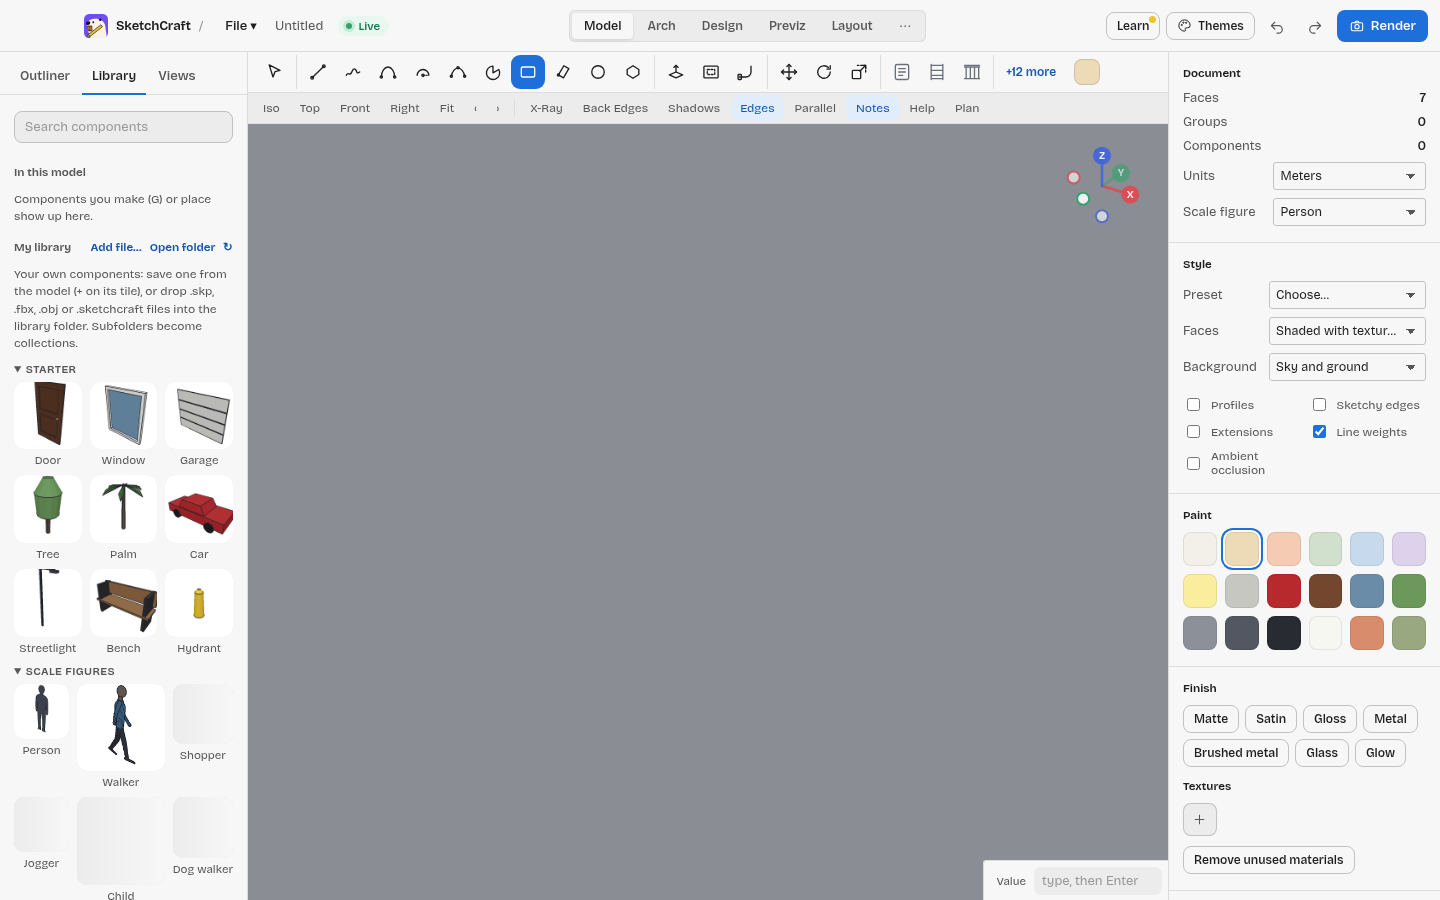 SketchCraft / File ▾ Untitled Live
Model Arch Design Previz Layout ···
Learn Themes Render
Outliner Library Views
+12 more
Iso Top Front Right Fit ‹ › X-Ray Back Edges Shadows Edges Parallel Notes Help Plan
Search components
In this model
Components you make (G) or place
show up here.
My library Add file... Open folder ↻
Your own components: save one from
the model (+ on its tile), or drop .skp,
.fbx, .obj or .sketchcraft files into the
library folder. Subfolders become
collections.
▼ STARTER
Door Window Garage
Tree Palm Car
Streetlight Bench Hydrant
▼ SCALE FIGURES
Person Walker Shopper
Jogger Child Dog walker
Z
Y
X
Value type, then Enter
Document
Faces 7
Groups 0
Components 0
Units Meters
Scale figure Person
Style
Preset Choose...
Faces Shaded with textur...
Background Sky and ground
Profiles Sketchy edges
Extensions Line weights
Ambient
occlusion
Paint
Finish
Matte Satin Gloss Metal
Brushed metal Glass Glow
Textures
+
Remove unused materials